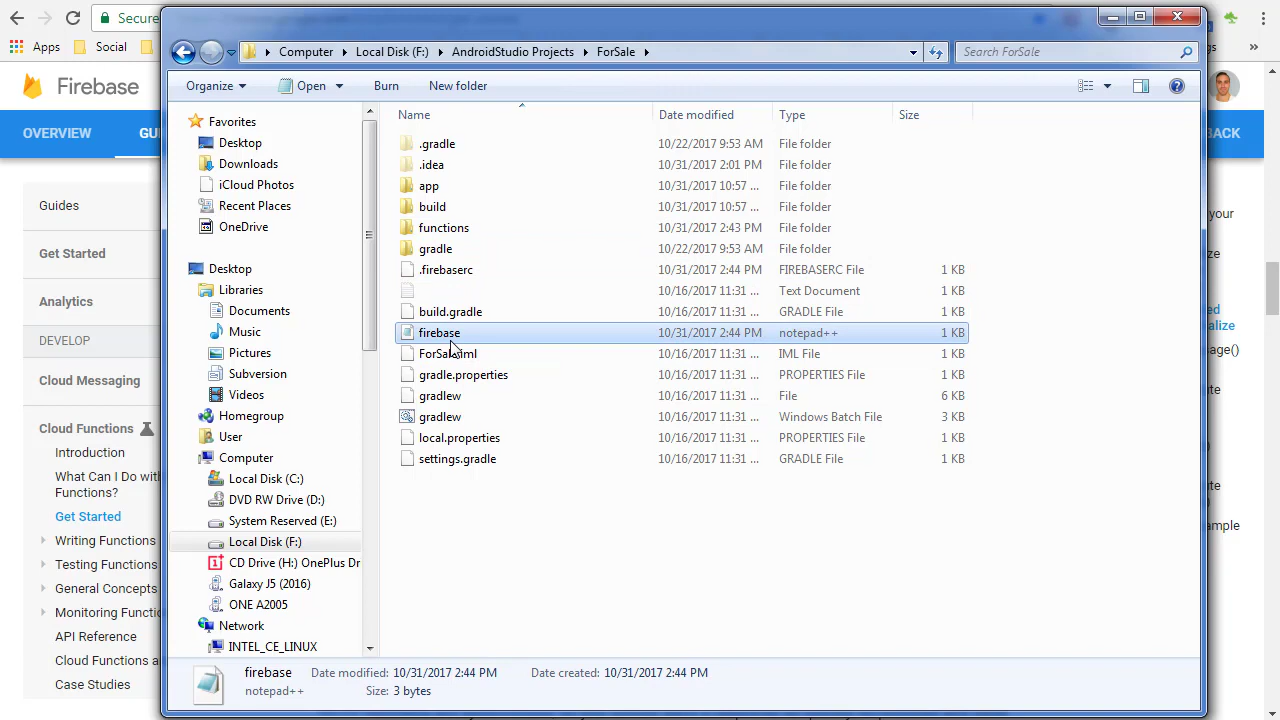 Secure
Apps
Social
Firebase
OVERVIEW
GU
BACK
Guides
Get Started
Analytics
DEVELOP
Cloud Messaging
Cloud Functions
Introduction
What Can I Do with
Functions?
Get Started
Writing Functions
Testing Functions
General Concepts
Monitoring Function
API Reference
Cloud Functions a
Case Studies
Computer
Local Disk (F:)
AndroidStudio Projects
ForSale
Search ForSale
Organize
Open
Burn
New folder
Favorites
Desktop
Downloads
iCloud Photos
Recent Places
OneDrive
Desktop
Libraries
Documents
Music
Pictures
Subversion
Videos
Homegroup
User
Computer
Local Disk (C:)
DVD RW Drive (D:)
System Reserved (E:)
Local Disk (F:)
CD Drive (H:) OnePlus Dr
Galaxy J5 (2016)
ONE A2005
Network
INTEL_CE_LINUX
Name Date modified Type Size
.gradle 10/22/2017 9:53 AM File folder
.idea 10/31/2017 2:01 PM File folder
app 10/31/2017 10:57 ... File folder
build 10/31/2017 10:57 ... File folder
functions 10/31/2017 2:43 PM File folder
gradle 10/22/2017 9:53 AM File folder
.firebaserc 10/31/2017 2:44 PM FIREBASERC File 1 KB
10/16/2017 11:31 ... Text Document 1 KB
build.gradle 10/16/2017 11:31 ... GRADLE File 1 KB
firebase 10/31/2017 2:44 PM notepad++ 1 KB
ForSale.iml 10/16/2017 11:31 ... IML File 1 KB
gradle.properties 10/16/2017 11:31 ... PROPERTIES File 1 KB
gradlew 10/16/2017 11:31 ... File 6 KB
gradlew 10/16/2017 11:31 ... Windows Batch File 3 KB
local.properties 10/16/2017 11:31 ... PROPERTIES File 1 KB
settings.gradle 10/16/2017 11:31 ... GRADLE File 1 KB
firebase Date modified: 10/31/2017 2:44 PM Date created: 10/31/2017 2:44 PM
notepad++ Size: 3 bytes
your
ize
ed
alize
age()
ute
ute
ample